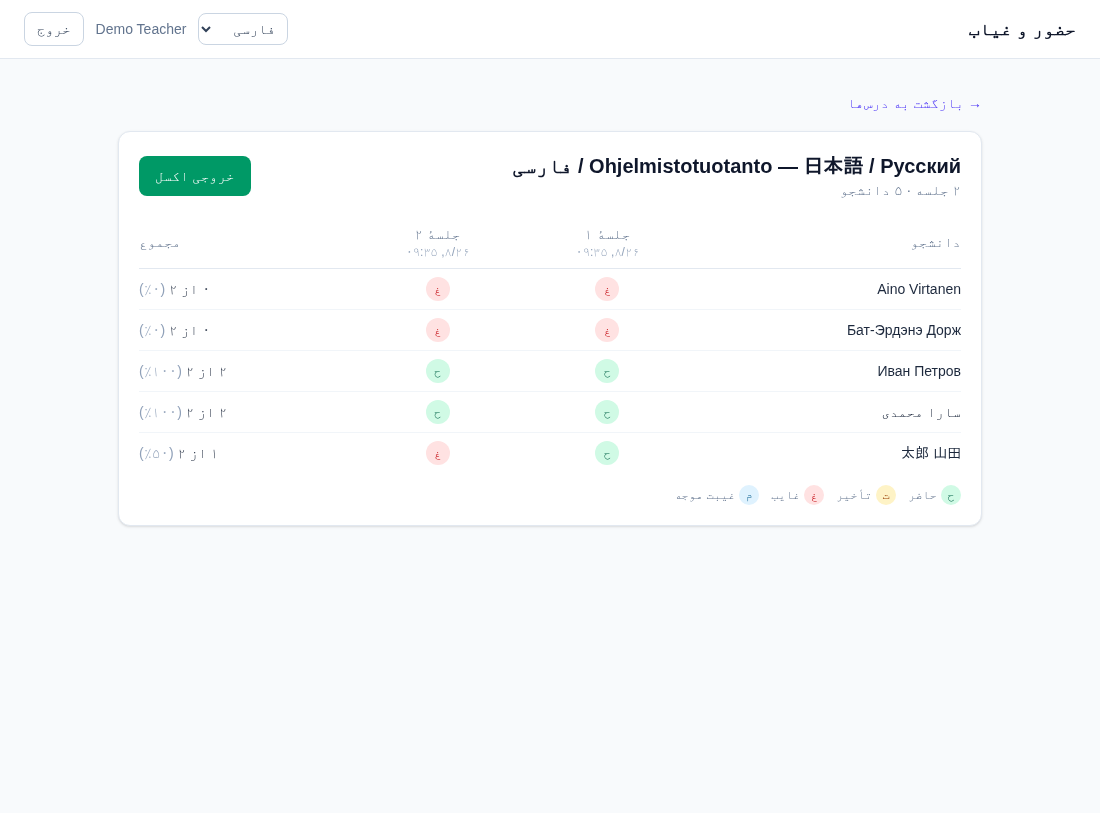 حضور و غیاب
فارسی
Demo Teacher
خروج
→ بازگشت به درس‌ها
Ohjelmistotuotanto — 日本語 / Русский / فارسی
۲ جلسه · ۵ دانشجو
خروجی اکسل
دانشجو جلسهٔ ۱ جلسهٔ ۲ مجموع
۸/۲۶, ۰۹:۳۵ ۸/۲۶, ۰۹:۳۵
Aino Virtanen غ غ ۰ از ۲ (۰٪)
Бат-Эрдэнэ Дорж غ غ ۰ از ۲ (۰٪)
Иван Петров ح ح ۲ از ۲ (۱۰۰٪)
سارا محمدی ح ح ۲ از ۲ (۱۰۰٪)
山田 太郎 ح غ ۱ از ۲ (۵۰٪)
ح حاضر ت تأخیر غ غایب م غیبت موجه